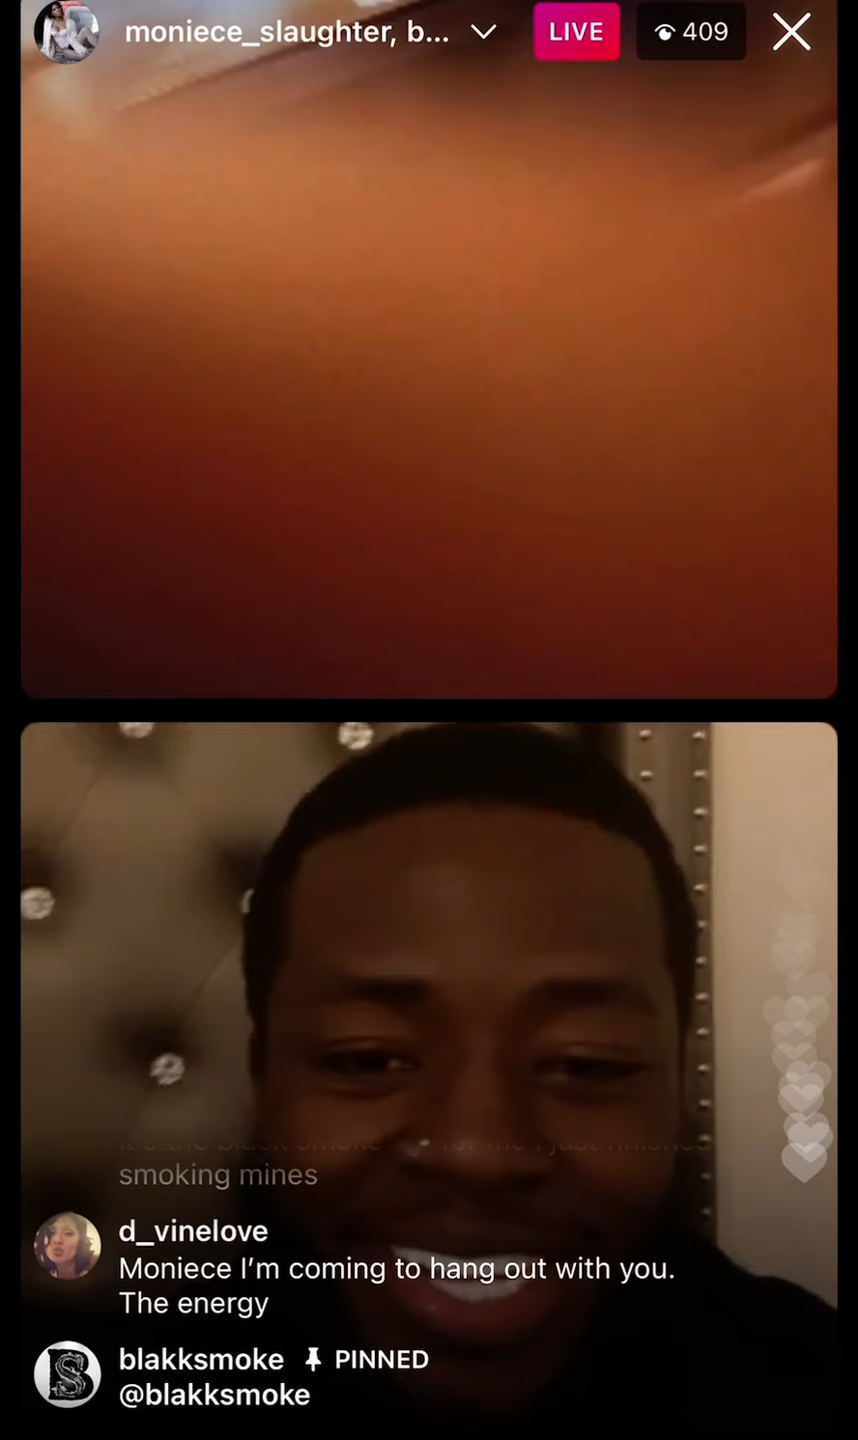 moniece_slaughter, b...
LIVE
409
smoking mines
d_vinelove
Moniece I’m coming to hang out with you.
The energy
blakksmoke PINNED
@blakksmoke